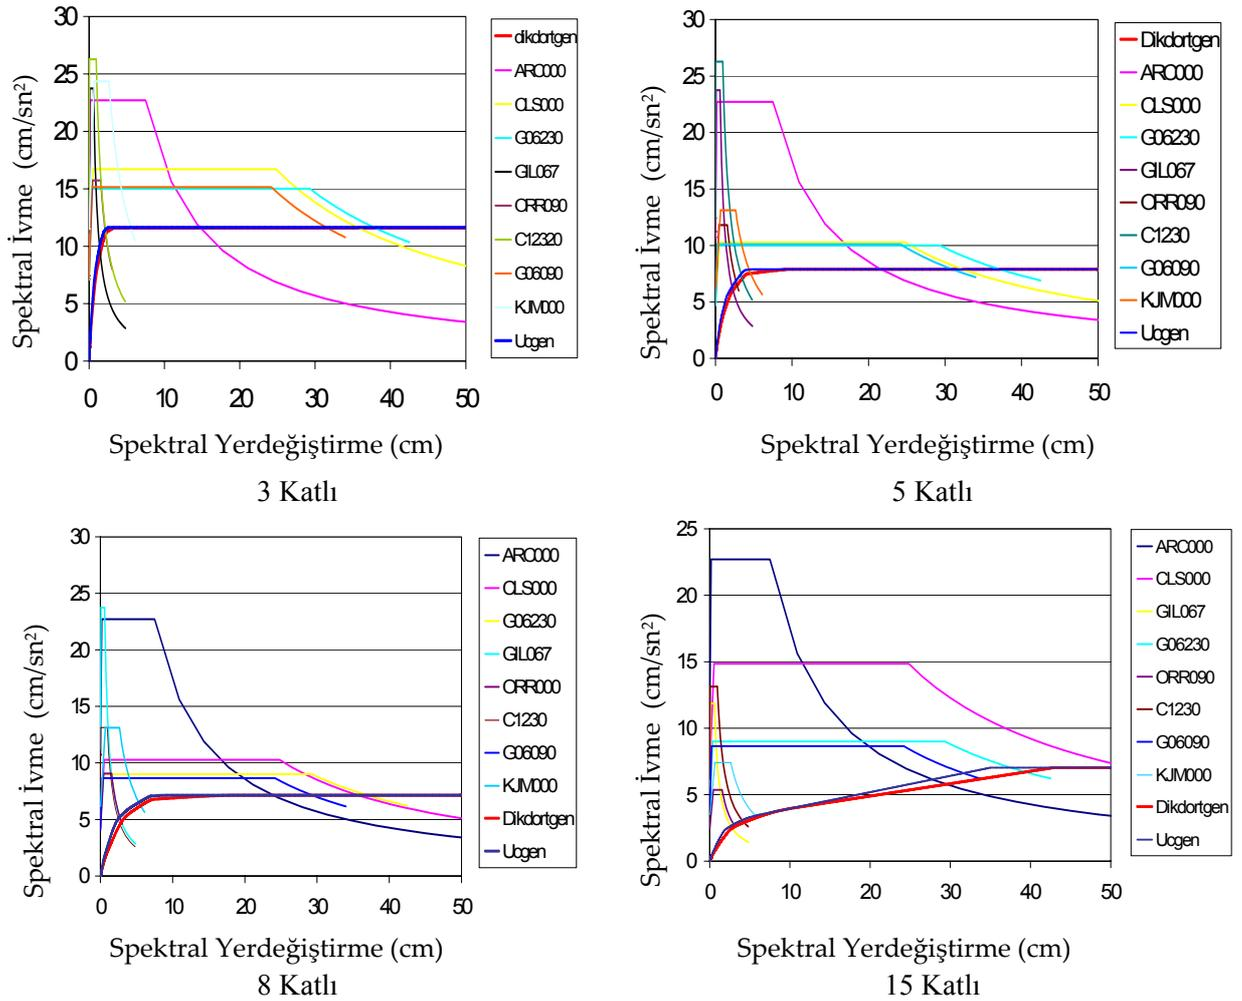 30
25
20
15
10
5
0
0 10 20 30 40 50
Spektral İvme (cm/sn²)
Spektral Yerdeğiştirme (cm)
dikdortgen
ARC000
CLS000
G06230
GIL067
ORR090
C12320
G06090
KJM000
Ucgen
3 Katlı
30
25
20
15
10
5
0
0 10 20 30 40 50
Spektral İvme (cm/sn²)
Spektral Yerdeğiştirme (cm)
Dikdortgen
ARC000
CLS000
G06230
GIL067
ORR090
C1230
G06090
KJM000
Ucgen
5 Katlı
30
25
20
15
10
5
0
0 10 20 30 40 50
Spektral İvme (cm/sn²)
Spektral Yerdeğiştirme (cm)
ARC000
CLS000
G06230
GIL067
ORR000
C1230
G06090
KJM000
Dikdortgen
Ucgen
8 Katlı
25
20
15
10
5
0
0 10 20 30 40 50
Spektral İvme (cm/sn²)
Spektral Yerdeğiştirme (cm)
ARC000
CLS000
GIL067
G06230
ORR090
C1230
G06090
KJM000
Dikdortgen
Ucgen
15 Katlı